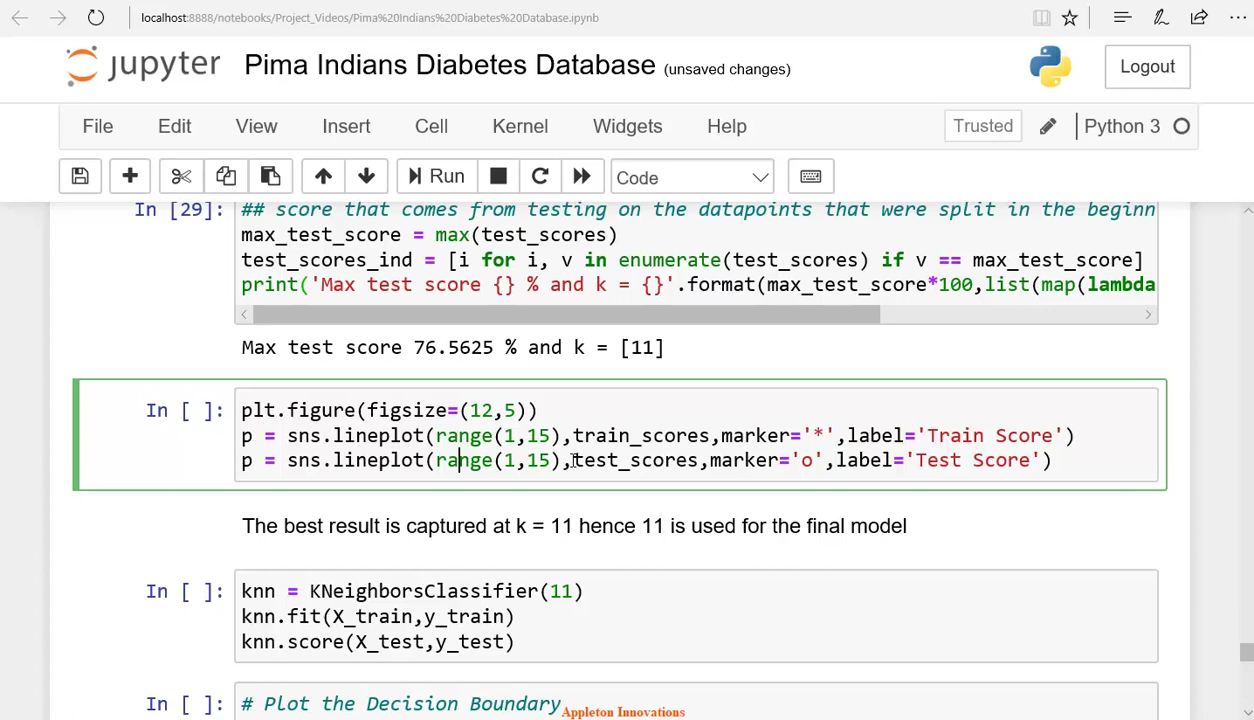 localhost:8888/notebooks/Project_Videos/Pima%20Indians%20Diabetes%20Database.ipynb
jupyter Pima Indians Diabetes Database (unsaved changes) Logout
File Edit View Insert Cell Kernel Widgets Help Trusted Python 3
Run Code
In [29]: ## score that comes from testing on the datapoints that were split in the beginn
max_test_score = max(test_scores)
test_scores_ind = [i for i, v in enumerate(test_scores) if v == max_test_score]
print('Max test score {} % and k = {}'.format(max_test_score*100,list(map(lambda
Max test score 76.5625 % and k = [11]
In [ ]: plt.figure(figsize=(12,5))
p = sns.lineplot(range(1,15),train_scores,marker='*',label='Train Score')
p = sns.lineplot(range(1,15),test_scores,marker='o',label='Test Score')
The best result is captured at k = 11 hence 11 is used for the final model
In [ ]: knn = KNeighborsClassifier(11)
knn.fit(X_train,y_train)
knn.score(X_test,y_test)
In [ ]: # Plot the Decision Boundary
Appleton Innovations